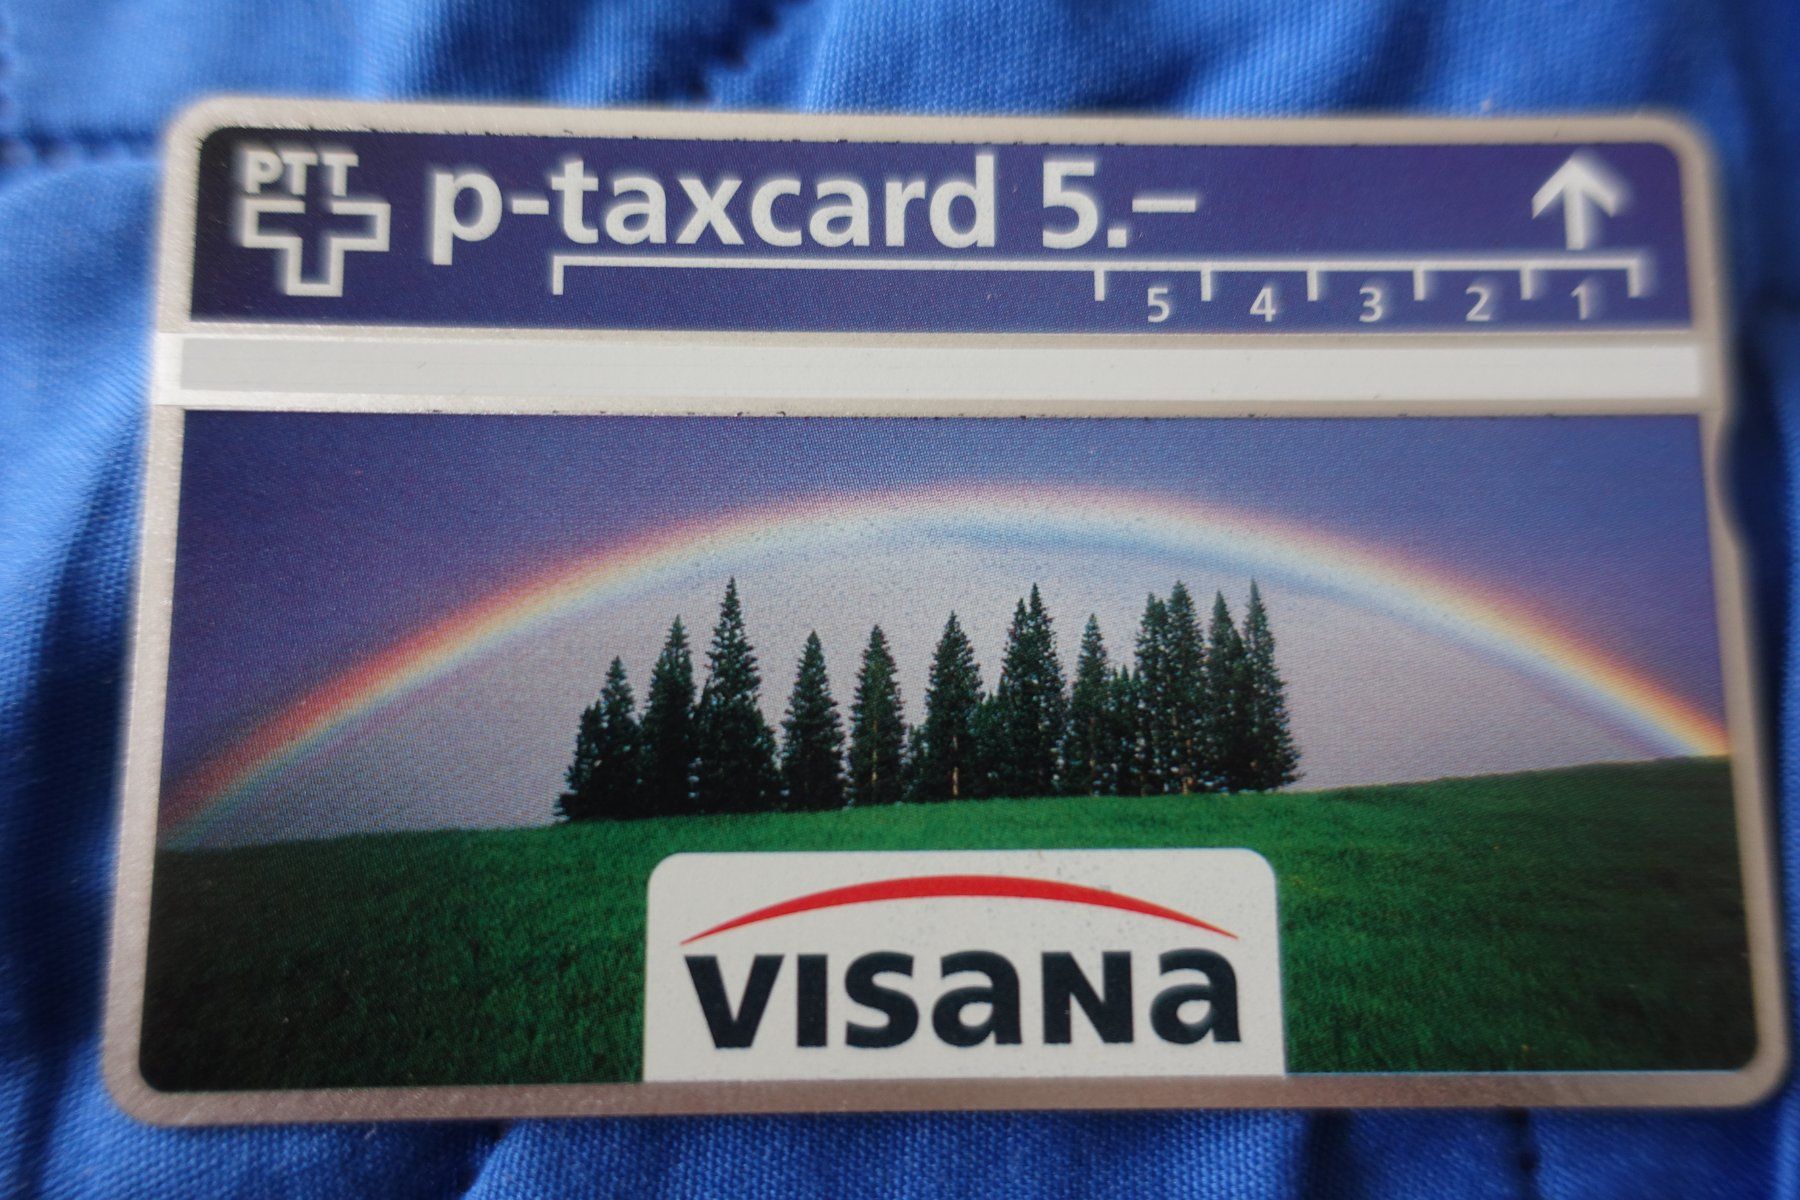 PTT
p-taxcard 5.–
5 4 3 2 1
VISANA